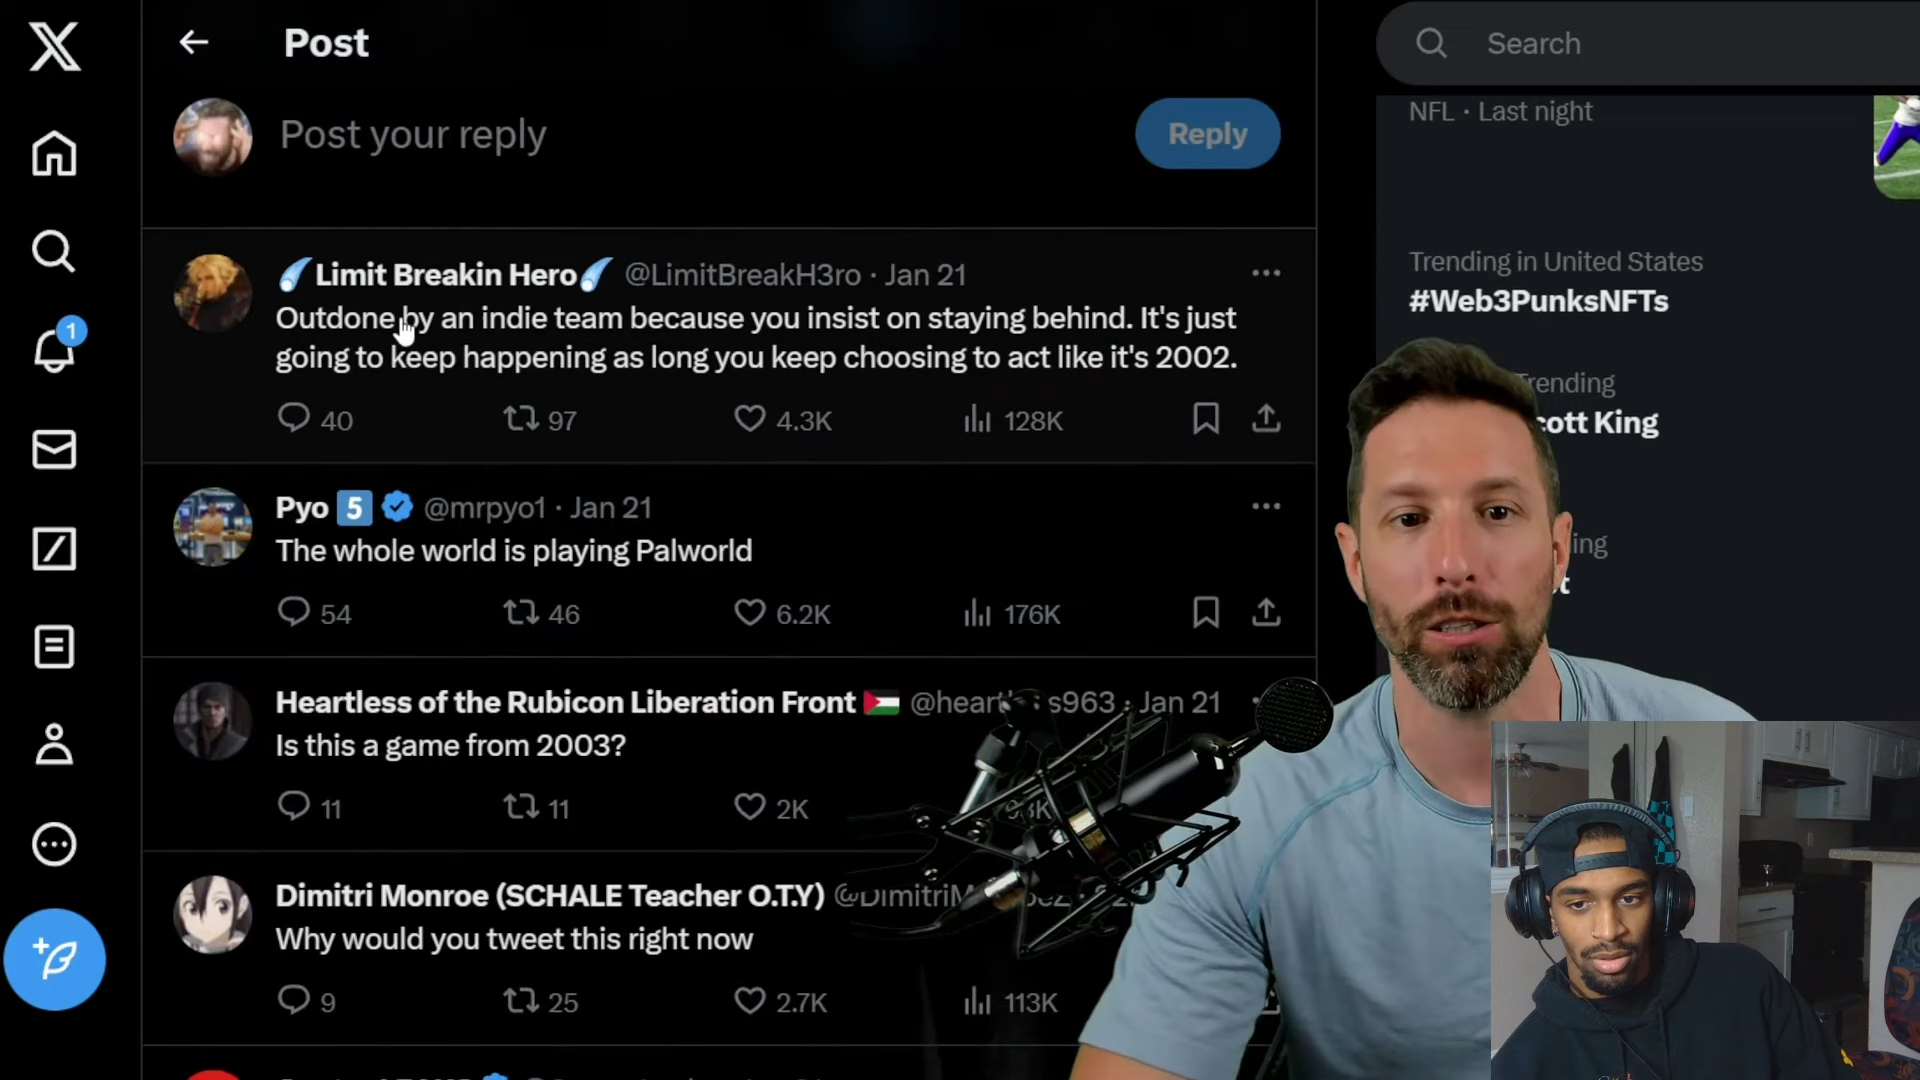 Post
Search
Post your reply
Reply
NFL · Last night
Limit Breakin Hero @LimitBreakH3ro · Jan 21
Outdone by an indie team because you insist on staying behind. It's just
going to keep happening as long you keep choosing to act like it's 2002.
40 97 4.3K 128K
Trending in United States
#Web3PunksNFTs
Trending
cott King
1
Pyo 5 @mrpyo1 · Jan 21
The whole world is playing Palworld
54 46 6.2K 176K
Heartless of the Rubicon Liberation Front · Jan 21
Is this a game from 2003?
11 11 2K
Dimitri Monroe (SCHALE Teacher O.T.Y)
Why would you tweet this right now
9 25 2.7K 113K